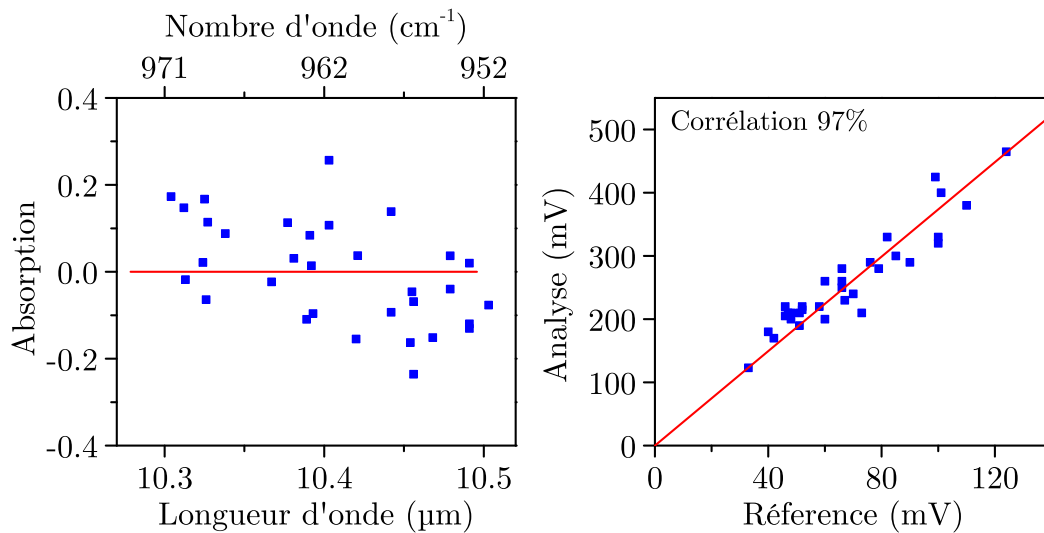 Nombre d'onde (cm-1)
971 962 952
0.4
0.2
0.0
-0.2
-0.4
Absorption
10.3 10.4 10.5
Longueur d'onde (µm)
Corrélation 97%
500
400
300
200
100
0
Analyse (mV)
0 40 80 120
Réference (mV)